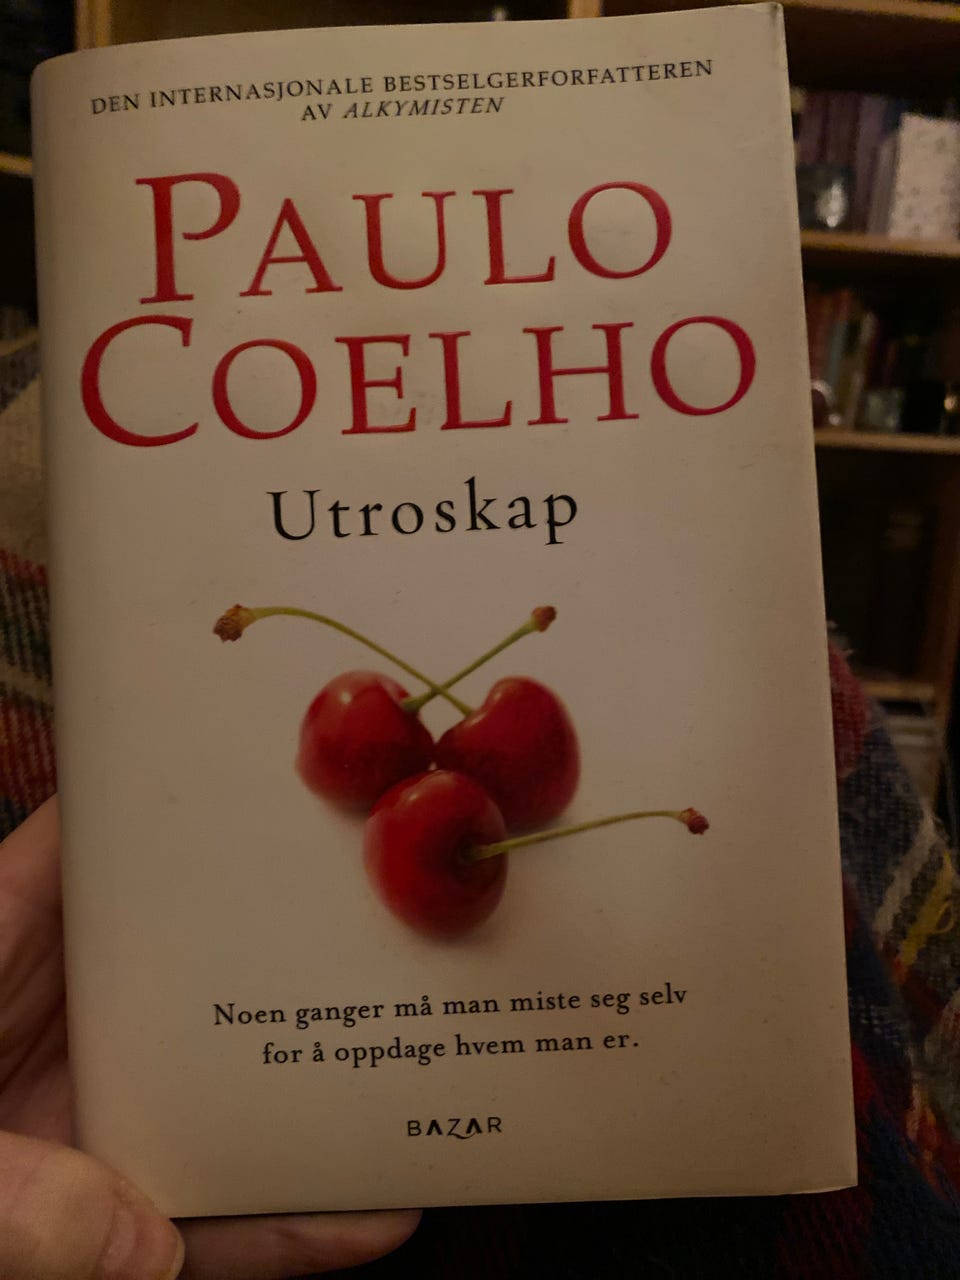 DEN INTERNASJONALE BESTSELGERFORFATTEREN
AV ALKYMISTEN
PAULO
COELHO
Utroskap
Noen ganger må man miste seg selv
for å oppdage hvem man er.
BAZAR